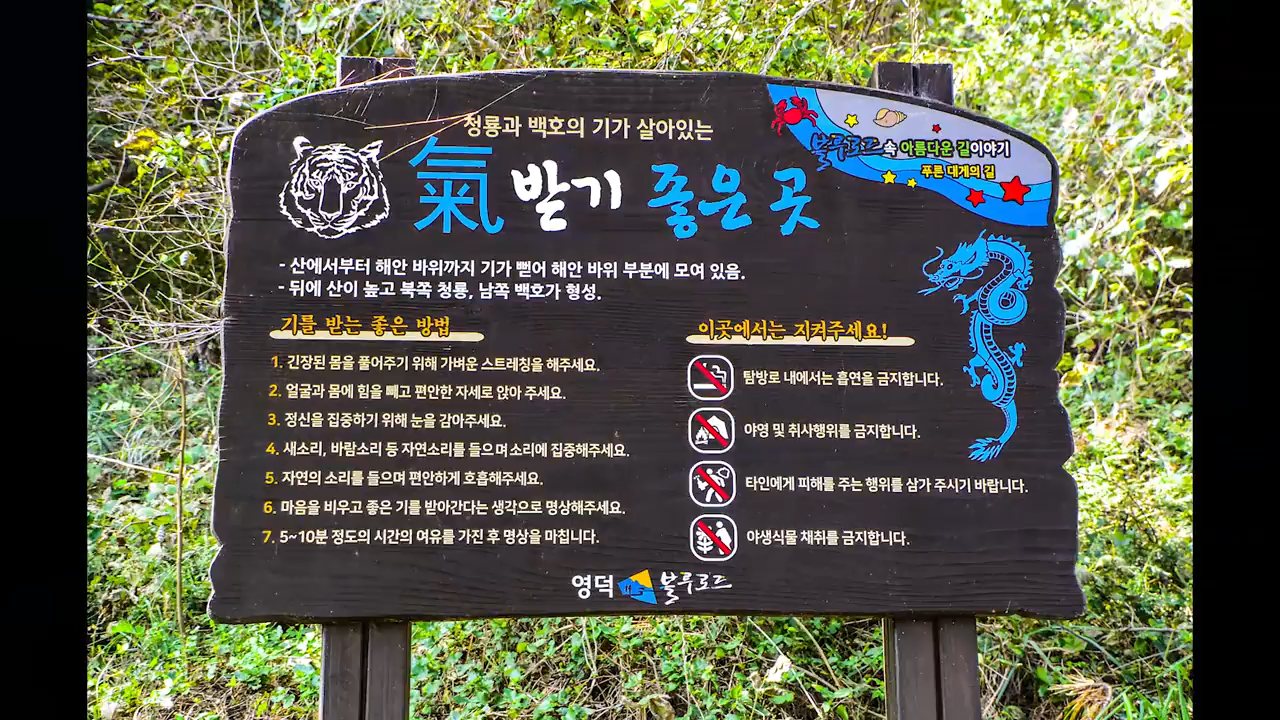 청룡과 백호의 기가 살아있는
氣 받기 좋은 곳
블루로드속 아름다운 길이야기
푸른 대게의 길
- 산에서부터 해안 바위까지 기가 뻗어 해안 바위 부분에 모여 있음.
- 뒤에 산이 높고 북쪽 청룡, 남쪽 백호가 형성.
기를 받는 좋은 방법
1. 긴장된 몸을 풀어주기 위해 가벼운 스트레칭을 해주세요.
2. 얼굴과 몸에 힘을 빼고 편안한 자세로 앉아 주세요.
3. 정신을 집중하기 위해 눈을 감아주세요.
4. 새소리, 바람소리 등 자연소리를 들으며 소리에 집중해주세요.
5. 자연의 소리를 들으며 편안하게 호흡해주세요.
6. 마음을 비우고 좋은 기를 받아간다는 생각으로 명상해주세요.
7. 5~10분 정도의 시간의 여유를 가진 후 명상을 마칩니다.
이곳에서는 지켜주세요!
탐방로 내에서는 흡연을 금지합니다.
야영 및 취사행위를 금지합니다.
타인에게 피해를 주는 행위를 삼가 주시기 바랍니다.
야생식물 채취를 금지합니다.
영덕 블루로드